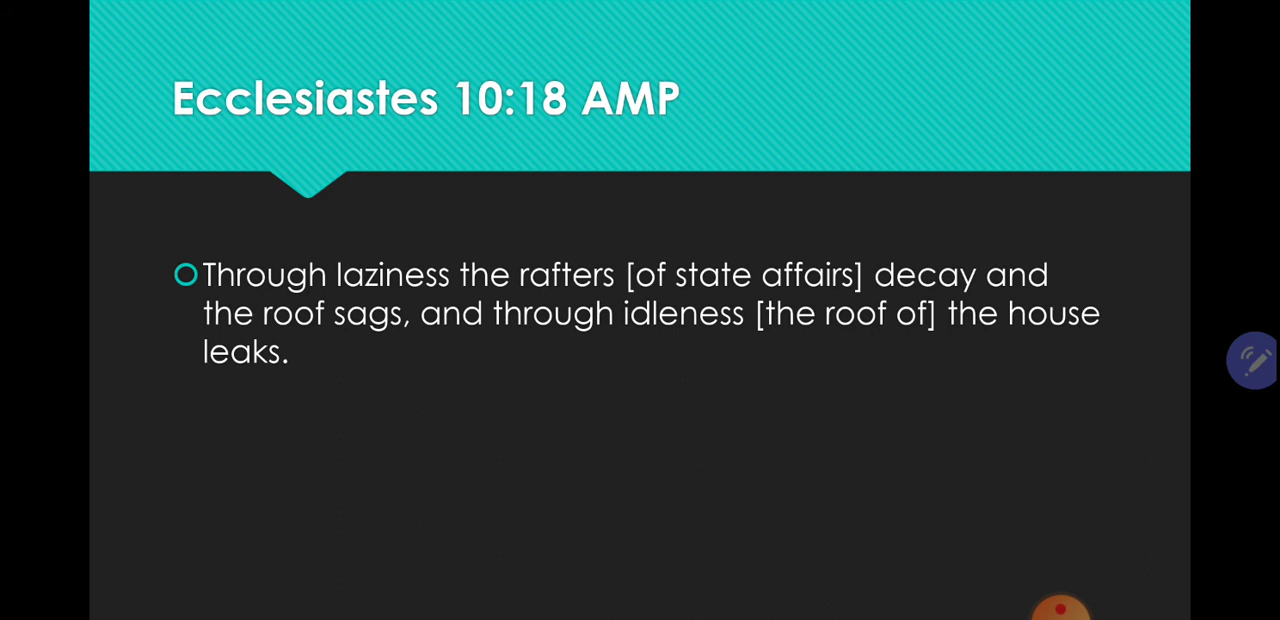 Ecclesiastes 10:18 AMP
Through laziness the rafters [of state affairs] decay and
the roof sags, and through idleness [the roof of] the house
leaks.